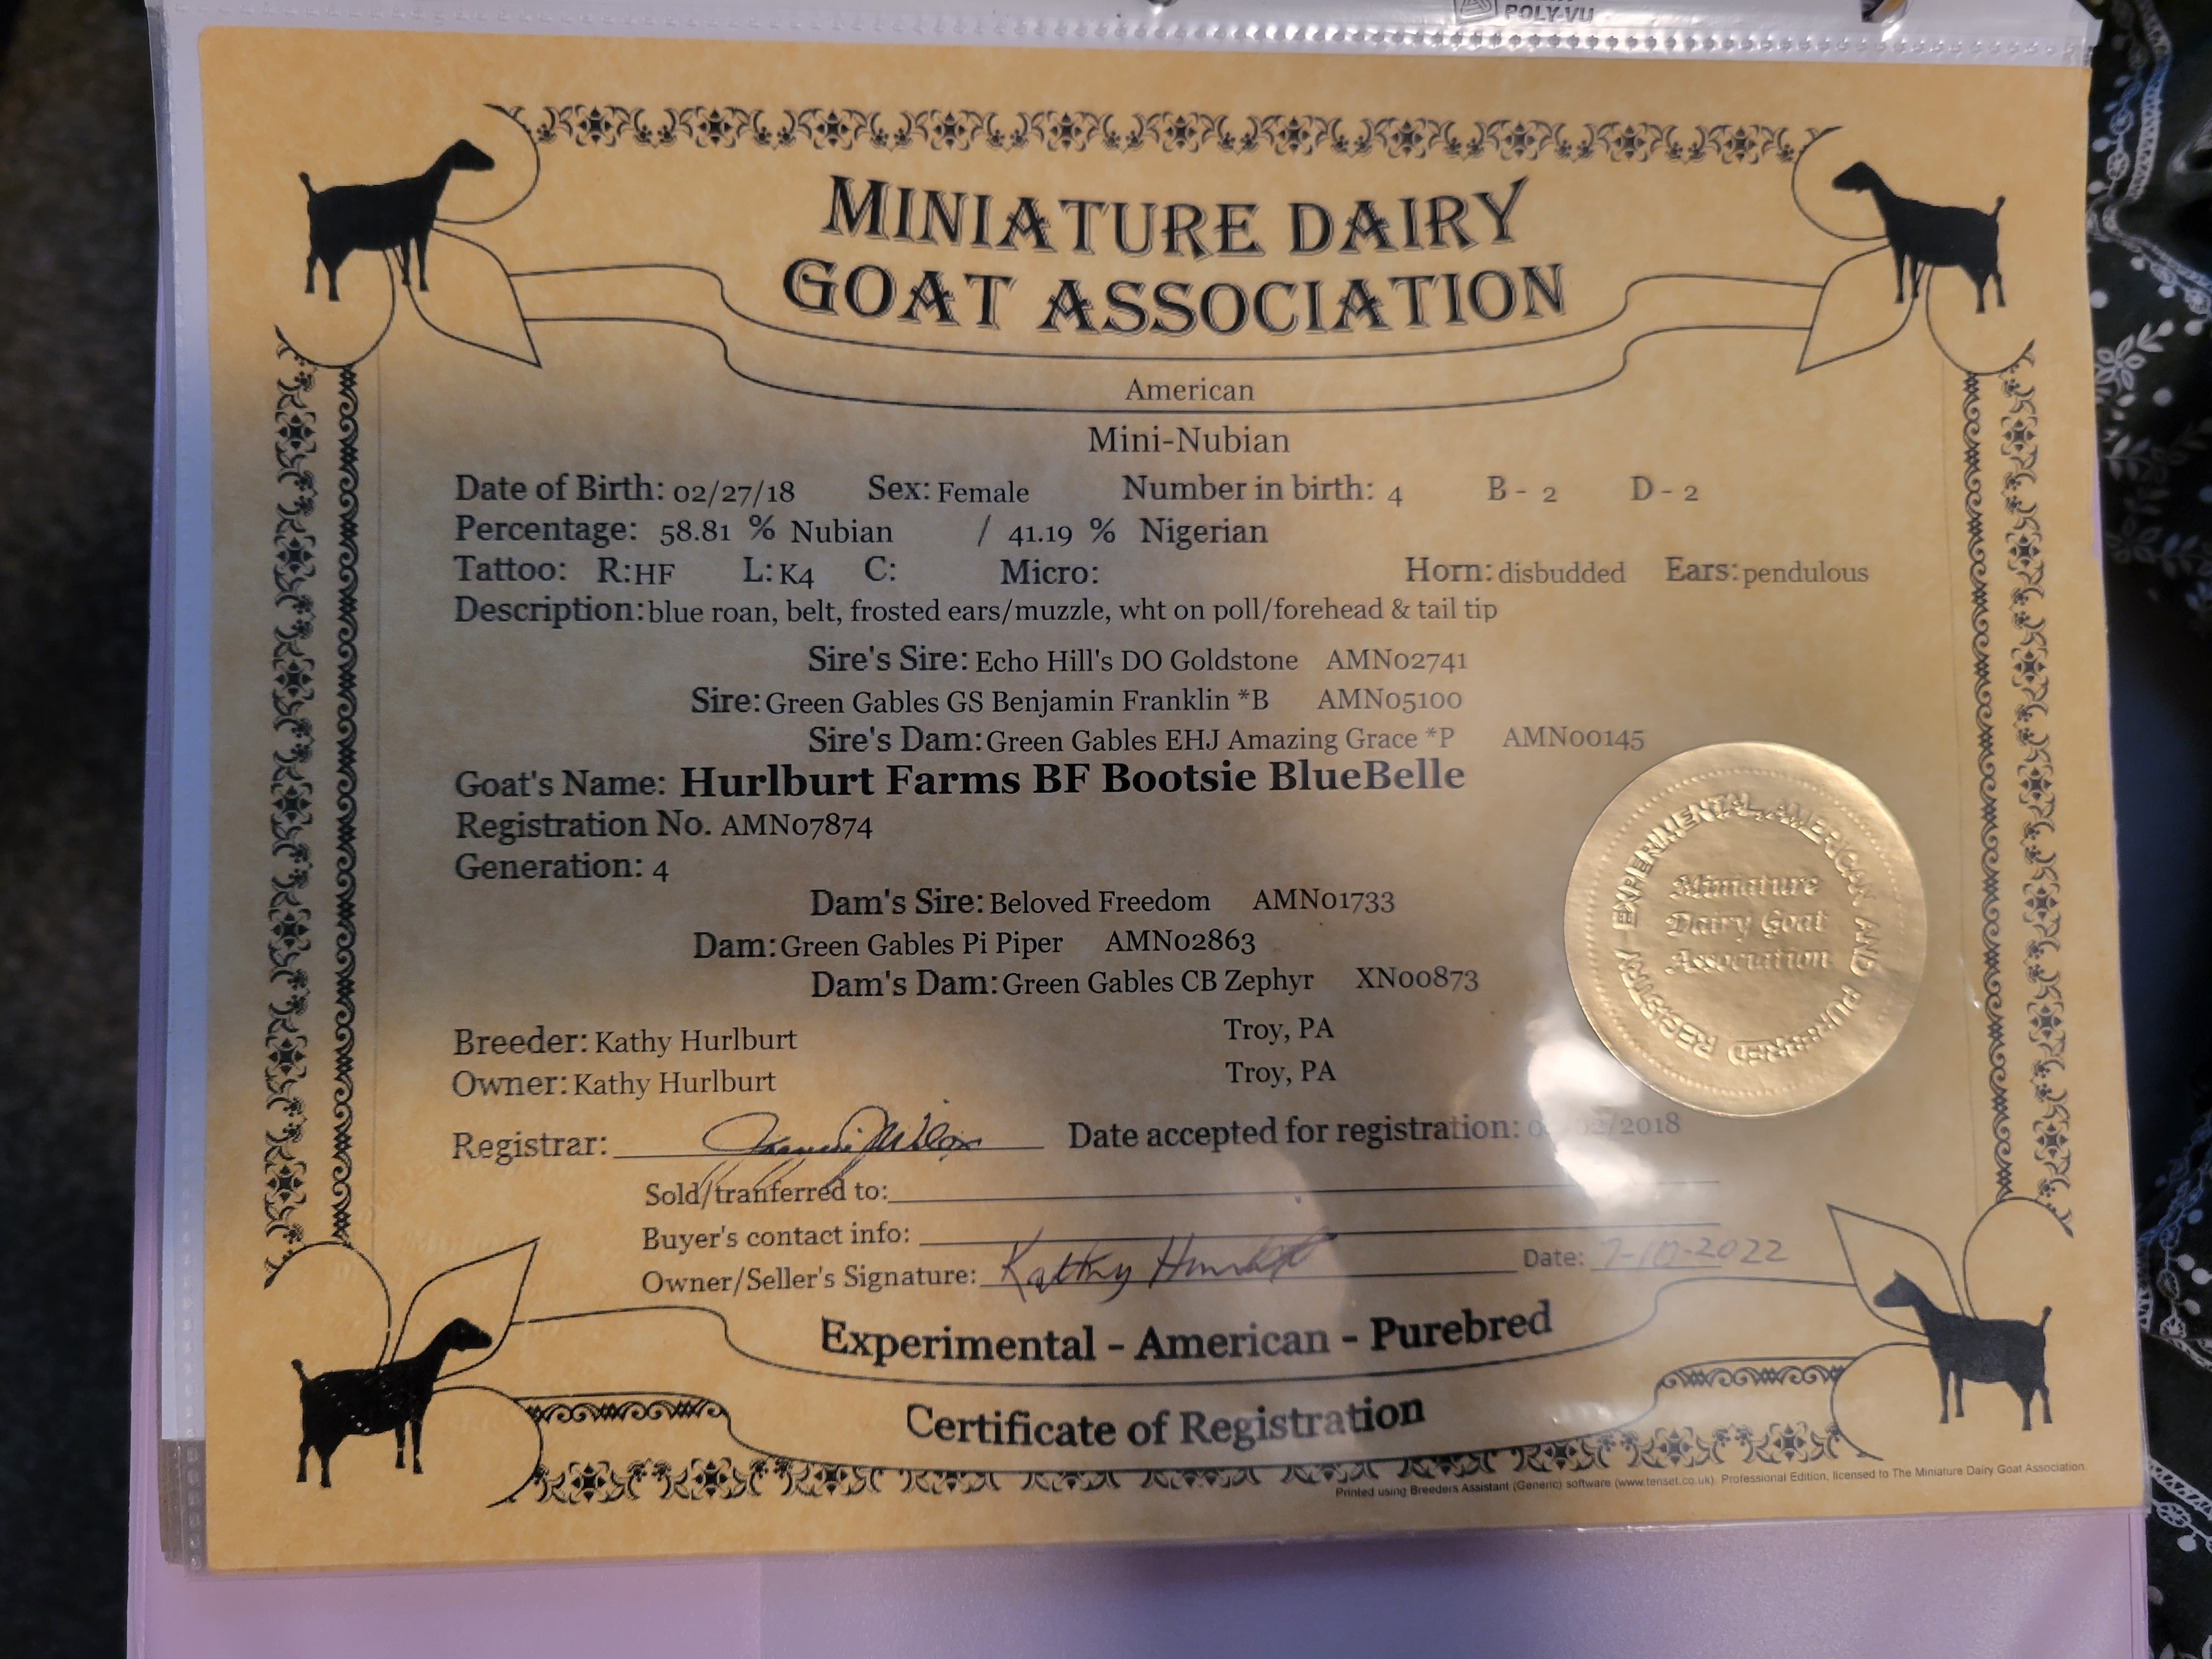 POLY-VU
MINIATURE DAIRY
GOAT ASSOCIATION
American
Mini-Nubian
Date of Birth: 02/27/18 Sex: Female Number in birth: 4 B - 2 D - 2
Percentage: 58.81 % Nubian / 41.19 % Nigerian
Tattoo: R:HF L:K4 C: Micro: Horn:disbudded Ears:pendulous
Description:blue roan, belt, frosted ears/muzzle, wht on poll/forehead & tail tip
Sire's Sire: Echo Hill's DO Goldstone AMN02741
Sire:Green Gables GS Benjamin Franklin *B AMN05100
Sire's Dam:Green Gables EHJ Amazing Grace *P AMN00145
Goat's Name: Hurlburt Farms BF Bootsie BlueBelle
Registration No. AMN07874
Generation: 4
Dam's Sire:Beloved Freedom AMN01733
Dam:Green Gables Pi Piper AMN02863
Dam's Dam:Green Gables CB Zephyr XN00873
EXPERIMENTAL, AMERICAN AND PUREBRED REGISTRY
Miniature
Dairy Goat
Association
Breeder: Kathy Hurlburt Troy, PA
Owner:Kathy Hurlburt Troy, PA
Registrar: Date accepted for registration: /2018
Sold/tranferred to:
Buyer's contact info:
Owner/Seller's Signature: Kathy Hurlburt Date: 2022
Experimental - American - Purebred
Certificate of Registration
Printed using Breeders Assistant (Generic) software (www.tenset.co.uk). Professional Edition, licensed to The Miniature Dairy Goat Association.